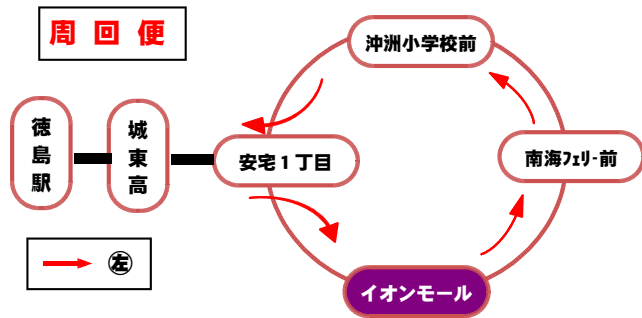 周回便
沖洲小学校前
徳島駅
城東高
安宅1丁目
南海フェリー前
㊧
イオンモール